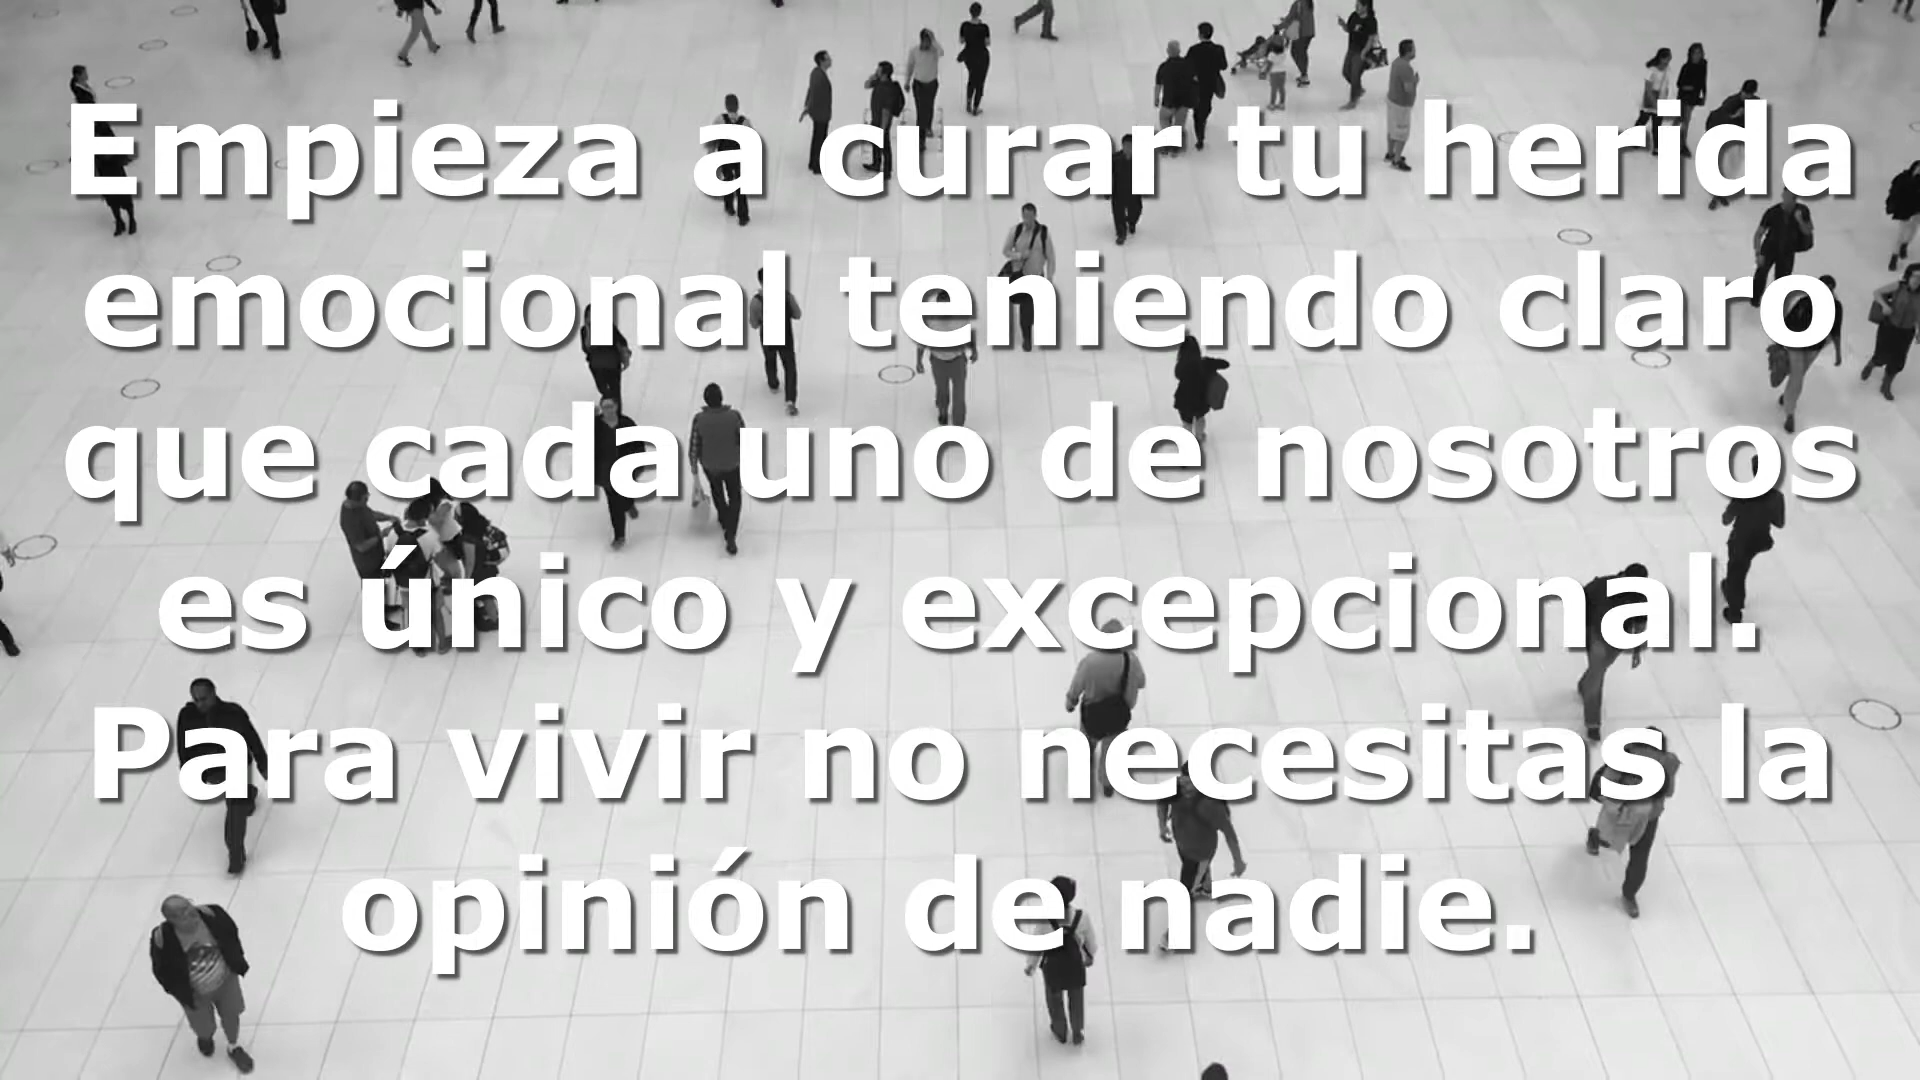 Empieza a curar tu herida
emocional teniendo claro
que cada uno de nosotros
es único y excepcional.
Para vivir no necesitas la
opinión de nadie.